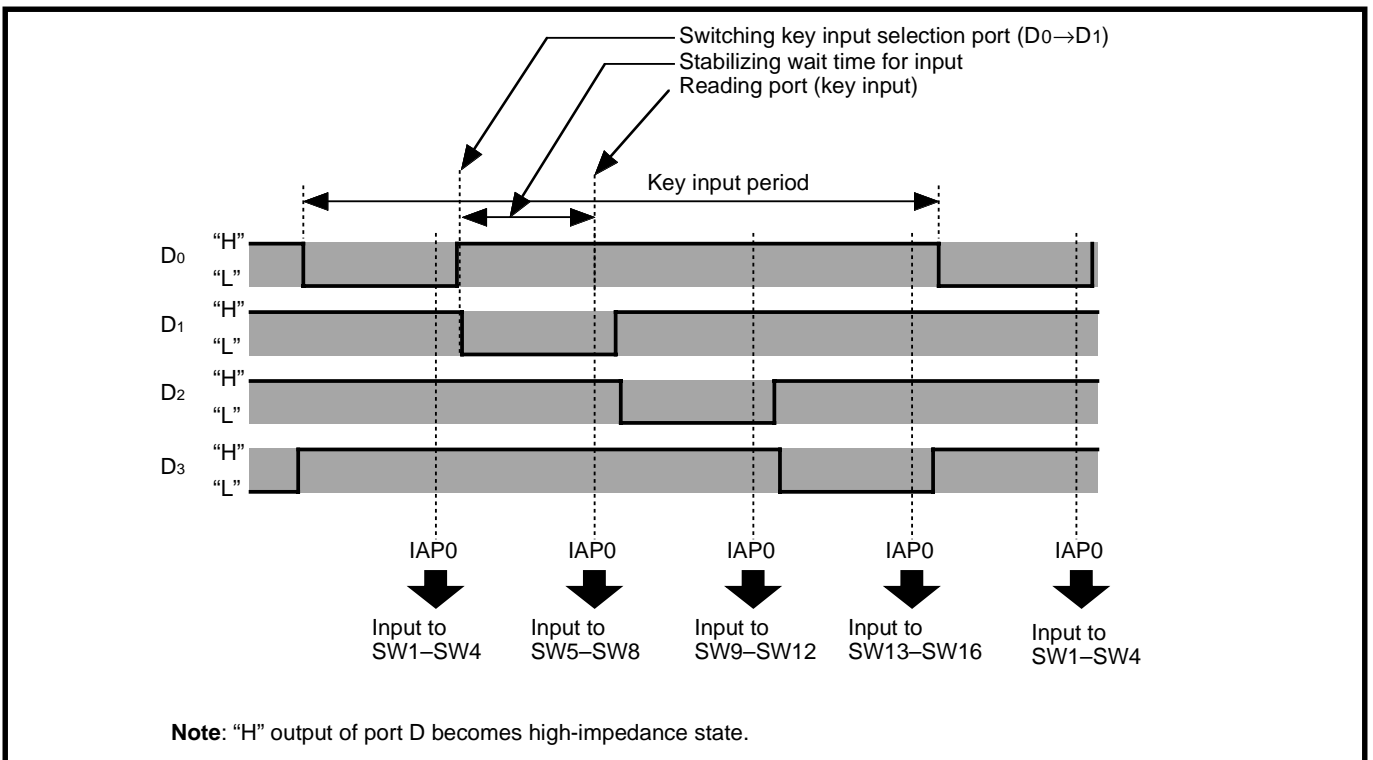 Switching key input selection port (D0→D1)
Stabilizing wait time for input
Reading port (key input)
Key input period
D0 “H”
“L”
D1 “H”
“L”
D2 “H”
“L”
D3 “H”
“L”
IAP0 IAP0 IAP0 IAP0 IAP0
Input to Input to Input to Input to Input to
SW1–SW4 SW5–SW8 SW9–SW12 SW13–SW16 SW1–SW4
Note: “H” output of port D becomes high-impedance state.